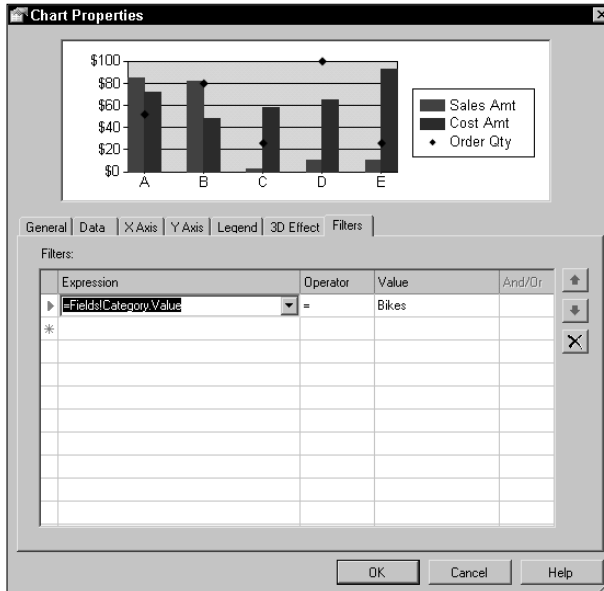 Chart Properties
$100
$80
$60
$40
$20
$0
A B C D E
Sales Amt
Cost Amt
Order Qty
General Data X Axis Y Axis Legend 3D Effect Filters
Filters:
Expression Operator Value And/Or
=Fields!Category.Value = Bikes
OK Cancel Help